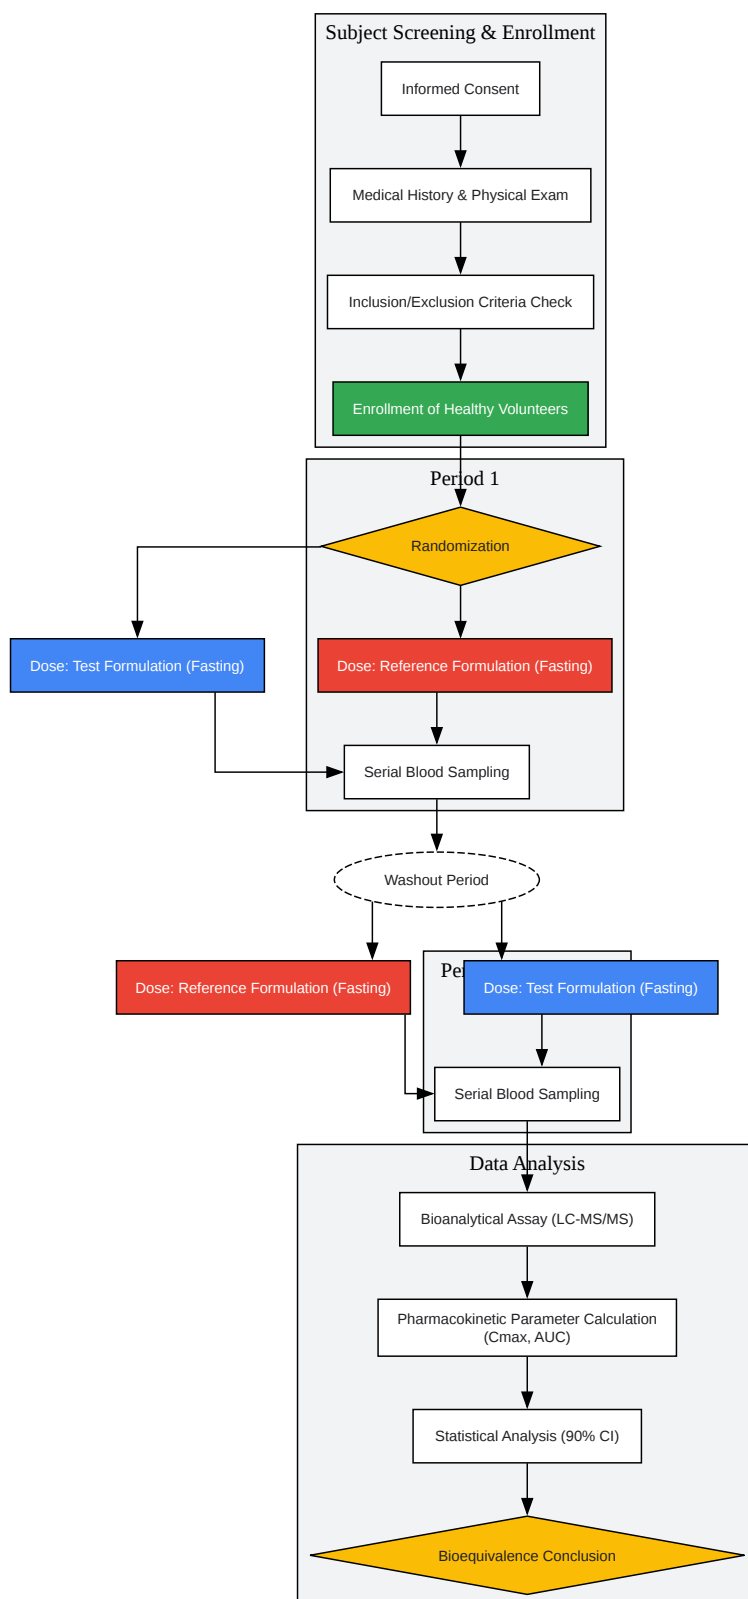 Subject Screening & Enrollment
Informed Consent
Medical History & Physical Exam
Inclusion/Exclusion Criteria Check
Enrollment of Healthy Volunteers
Period 1
Randomization
Dose: Test Formulation (Fasting)
Dose: Reference Formulation (Fasting)
Serial Blood Sampling
Washout Period
Dose: Reference Formulation (Fasting)
Dose: Test Formulation (Fasting)
Serial Blood Sampling
Data Analysis
Bioanalytical Assay (LC-MS/MS)
Pharmacokinetic Parameter Calculation
(Cmax, AUC)
Statistical Analysis (90% CI)
Bioequivalence Conclusion